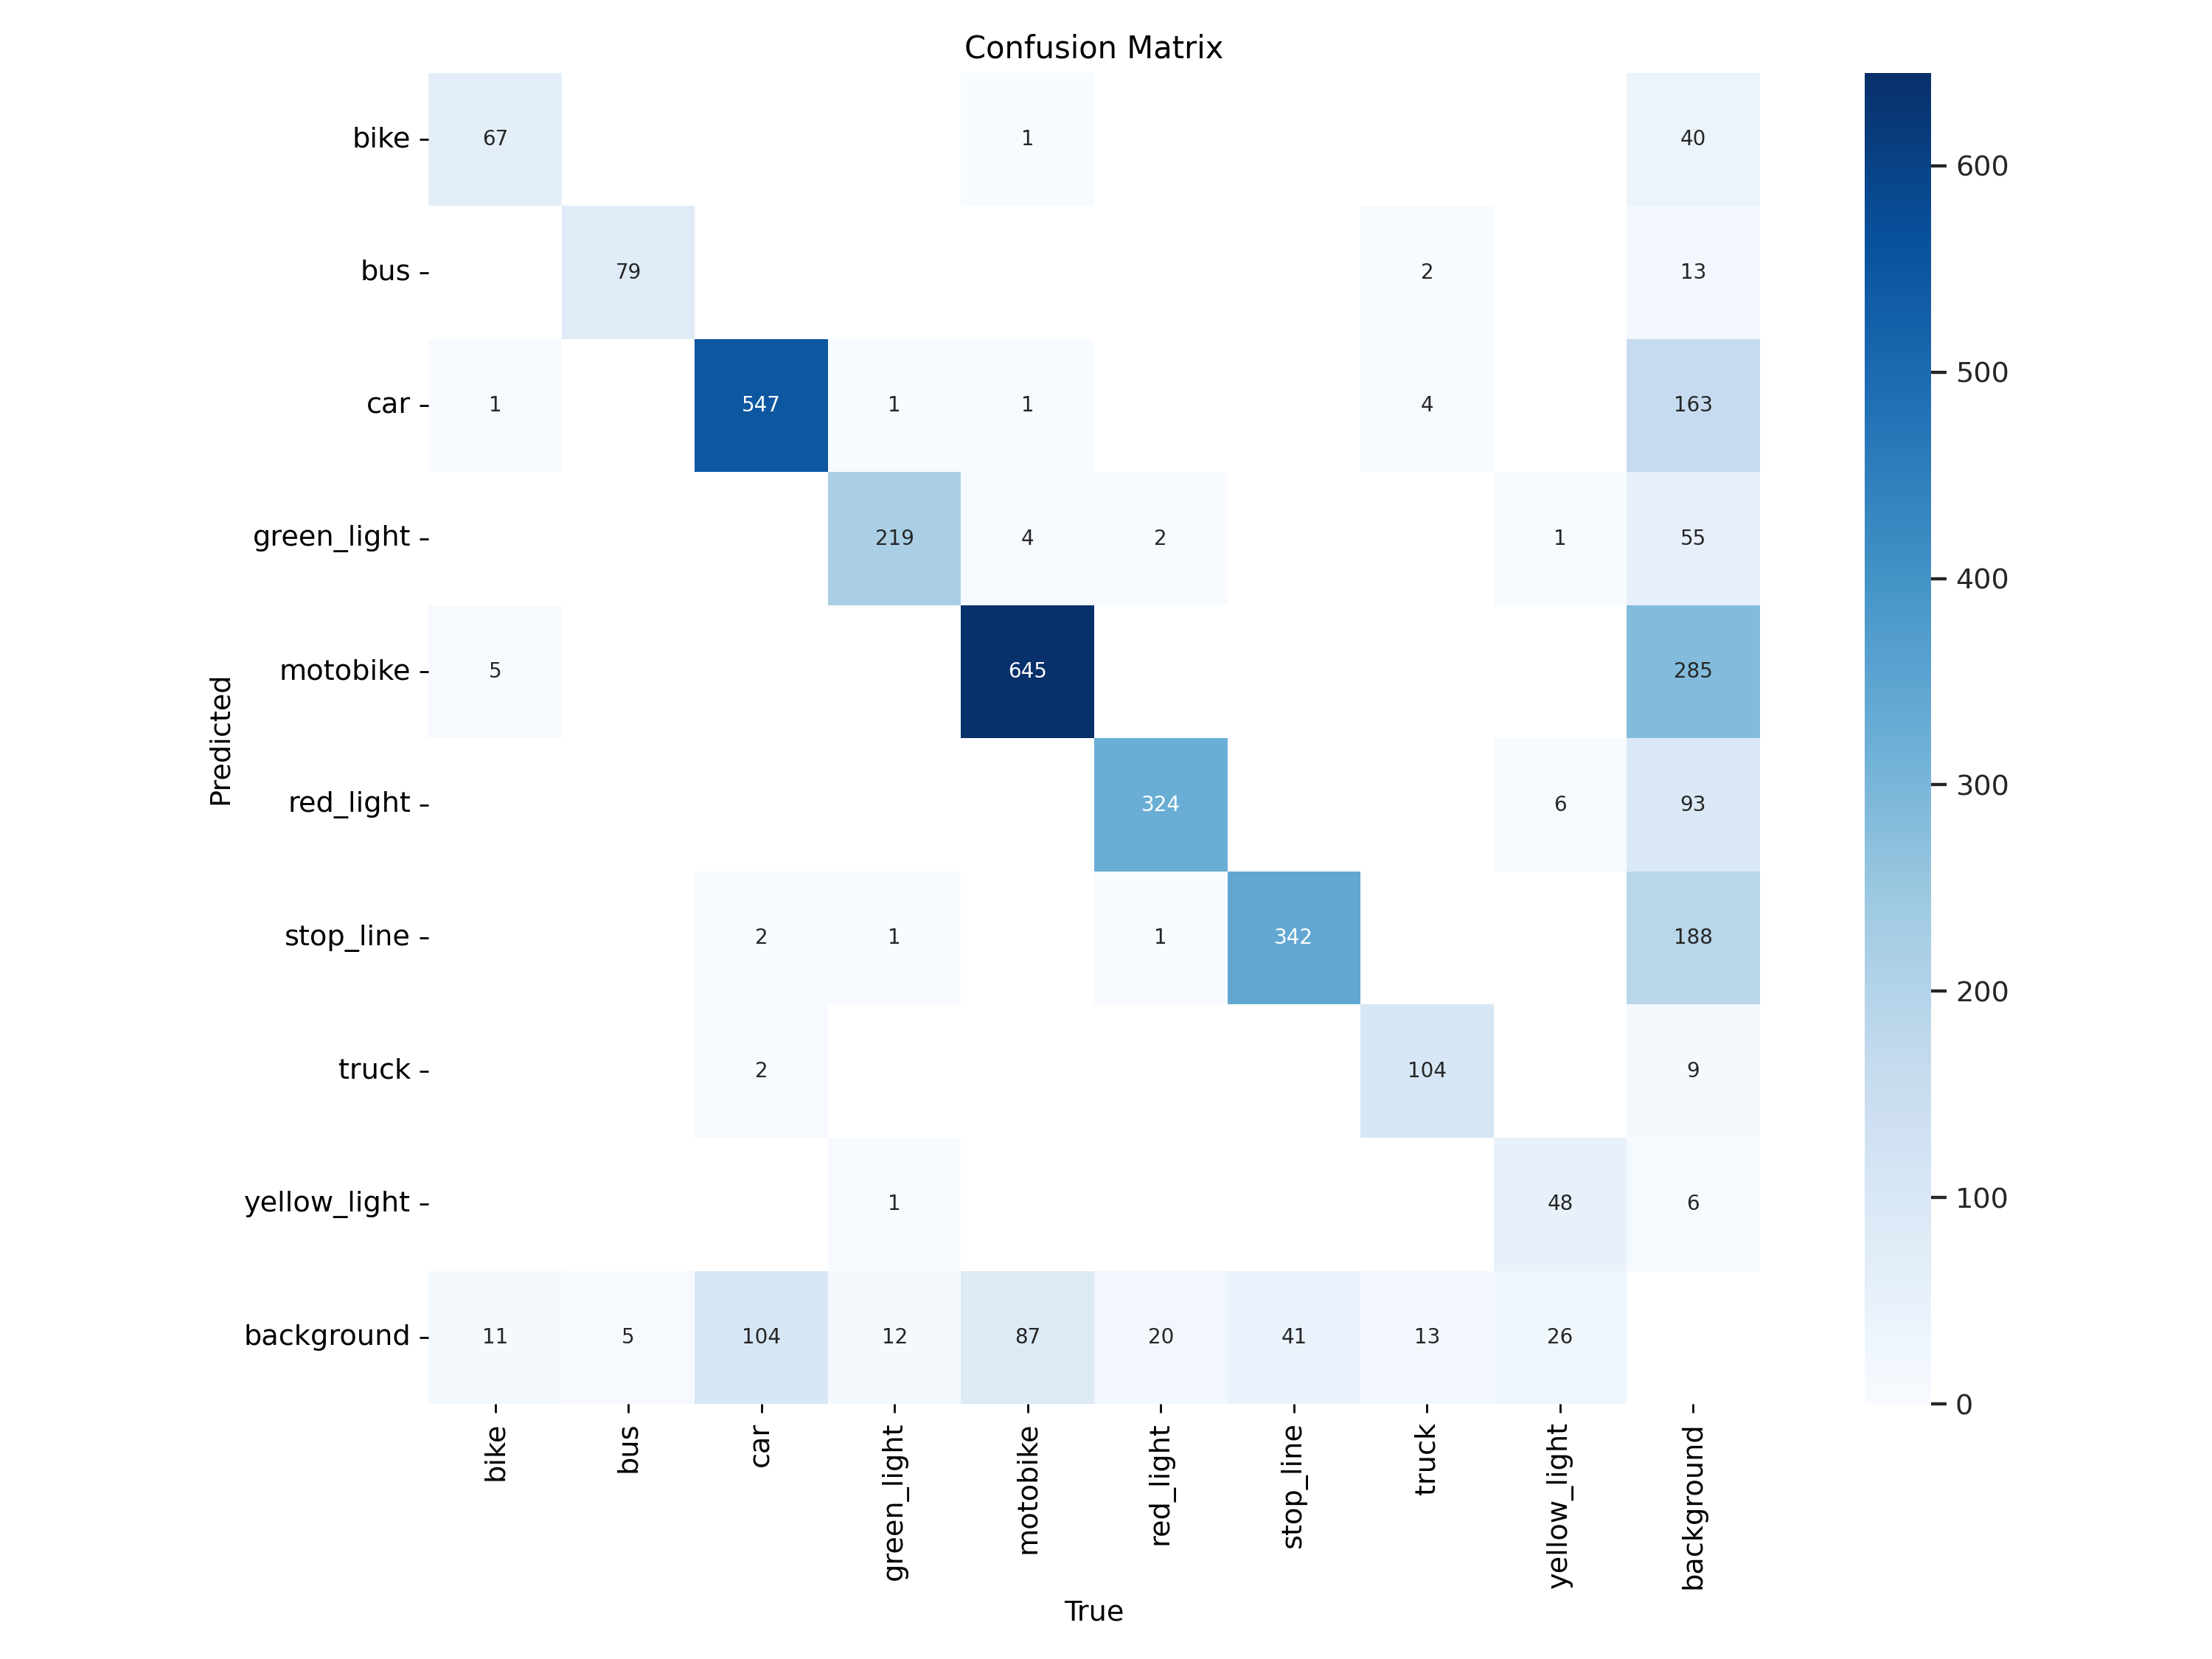 Confusion Matrix
bike 67 1 40
bus 79 2 13
car 1 547 1 1 4 163
green_light 219 4 2 1 55
motobike 5 645 285
red_light 324 6 93
stop_line 2 1 1 342 188
truck 2 104 9
yellow_light 1 48 6
background 11 5 104 12 87 20 41 13 26
bike bus car green_light motobike red_light stop_line truck yellow_light background
True
Predicted
600
500
400
300
200
100
0